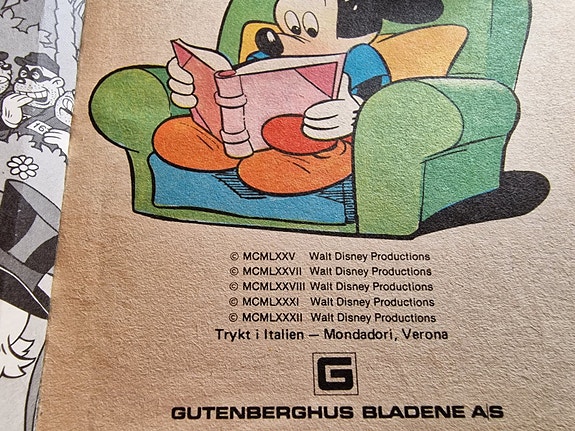 © MCMLXXV Walt Disney Productions
© MCMLXXVII Walt Disney Productions
© MCMLXXVIII Walt Disney Productions
© MCMLXXXI Walt Disney Productions
© MCMLXXXII Walt Disney Productions
Trykt i Italien — Mondadori, Verona
G
GUTENBERGHUS BLADENE A/S